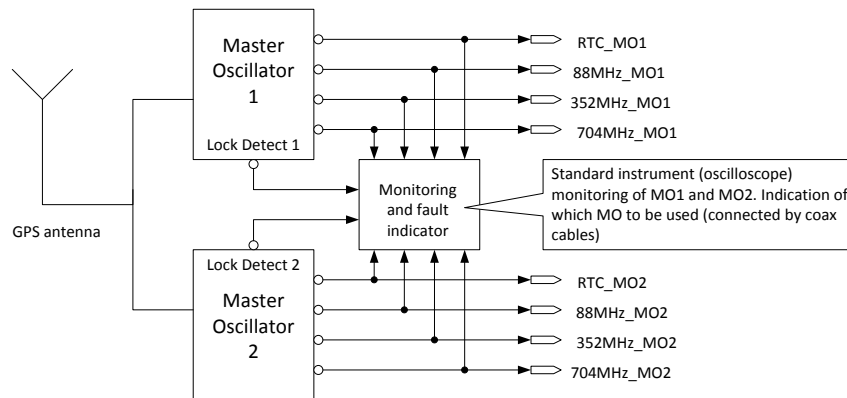 Master
Oscillator
1
Lock Detect 1
RTC_MO1
88MHz_MO1
352MHz_MO1
704MHz_MO1
GPS antenna
Monitoring
and fault
indicator
Standard instrument (oscilloscope)
monitoring of MO1 and MO2. Indication of
which MO to be used (connected by coax
cables)
Lock Detect 2
Master
Oscillator
2
RTC_MO2
88MHz_MO2
352MHz_MO2
704MHz_MO2